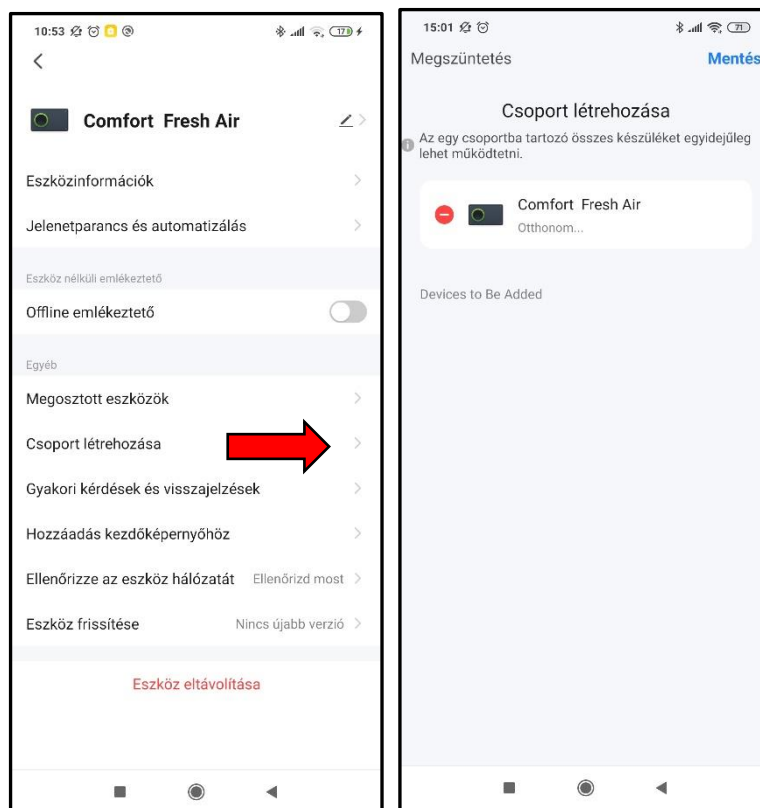 10:53
17
Comfort Fresh Air
Eszközinformációk
Jelenetparancs és automatizálás
Eszköz nélküli emlékeztető
Offline emlékeztető
Egyéb
Megosztott eszközök
Csoport létrehozása
Gyakori kérdések és visszajelzések
Hozzáadás kezdőképernyőhöz
Ellenőrizze az eszköz hálózatát Ellenőrizd most
Eszköz frissítése Nincs újabb verzió
Eszköz eltávolítása
15:01
71
Megszüntetés Mentés
Csoport létrehozása
Az egy csoportba tartozó összes készüléket egyidejűleg
lehet működtetni.
Comfort Fresh Air
Otthonom...
Devices to Be Added